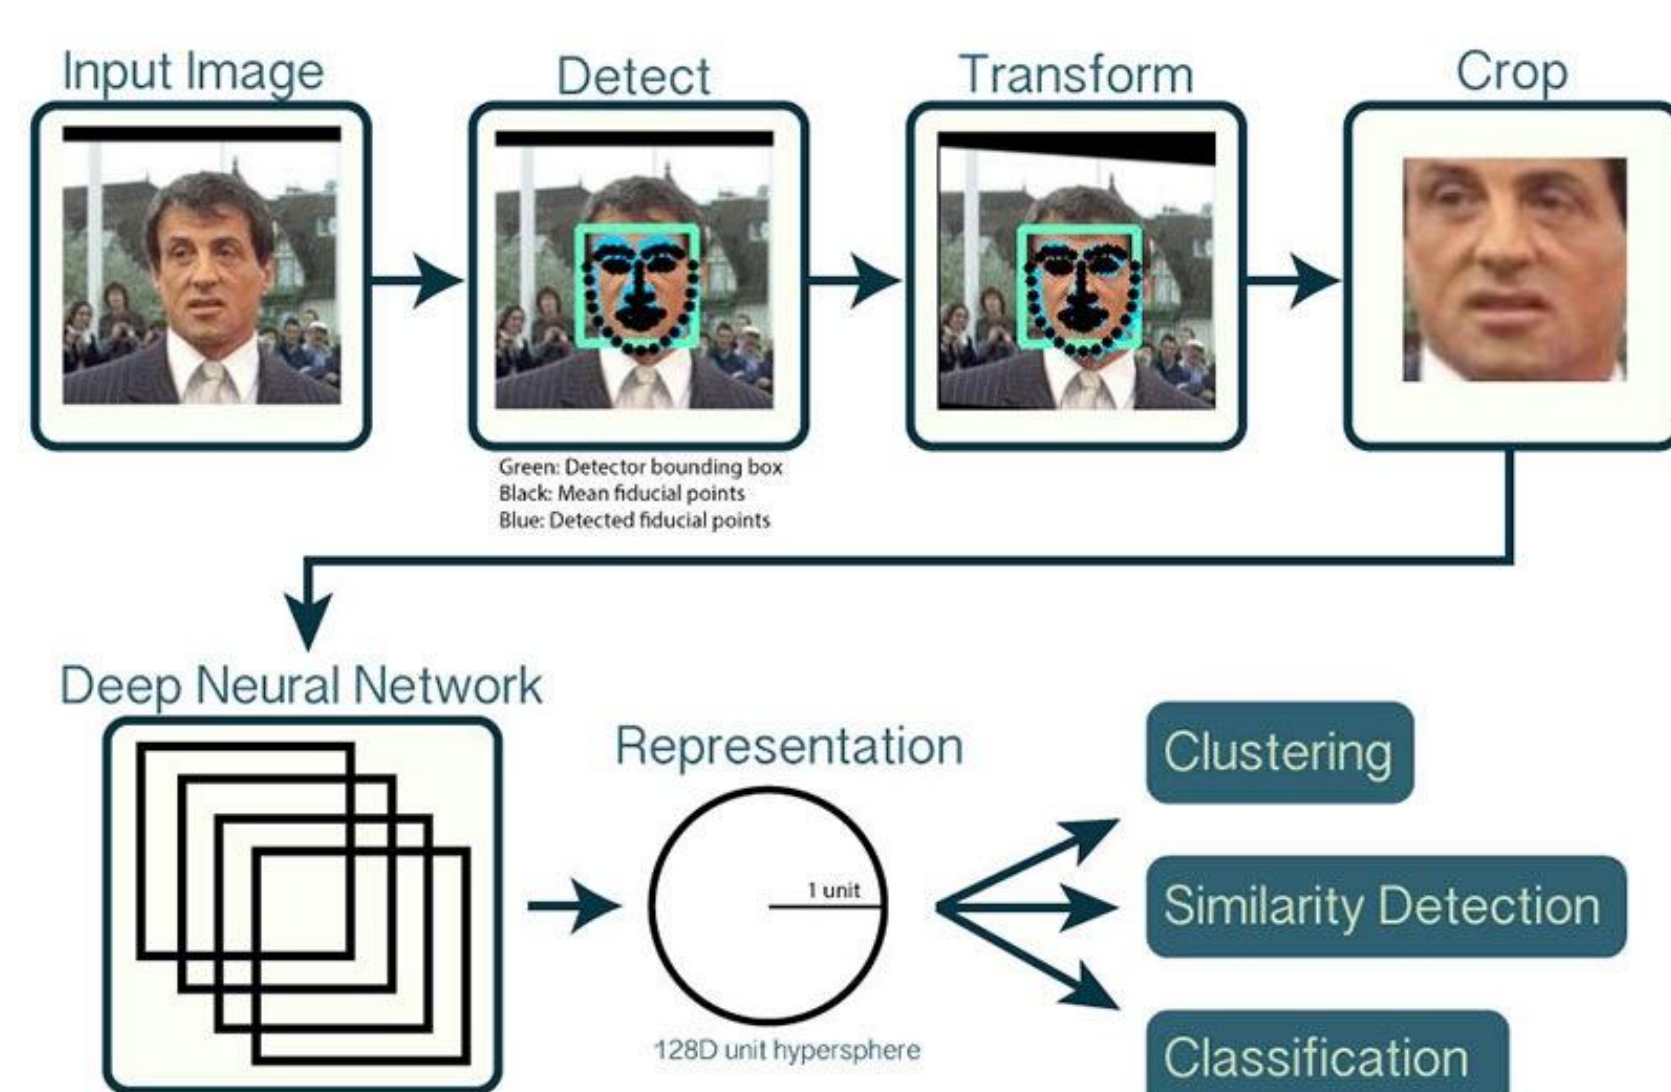 Input Image
Detect
Transform
Crop
Green: Detector bounding box
Black: Mean fiducial points
Blue: Detected fiducial points
Deep Neural Network
Representation
1 unit
128D unit hypersphere
Clustering
Similarity Detection
Classification